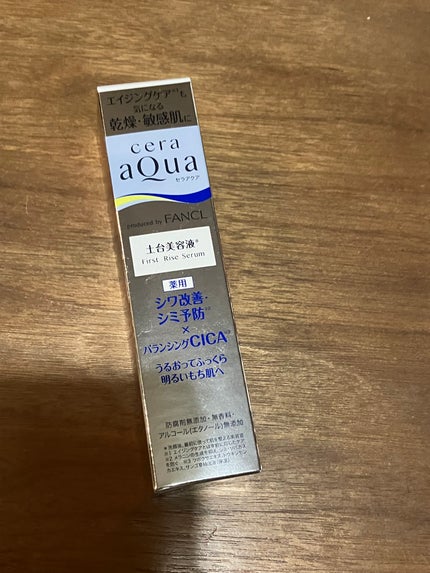 エイジングケア※1も
気になる
乾燥・敏感肌に
cera
aQua
セラアクア
produced by FANCL
土台美容液※
First Rise Serum
薬用
シワ改善・
シミ予防※2
×
バランシングCICA※3
うるおってふっくら
明るいもち肌へ
防腐剤無添加・無香料・
アルコール(エタノール)無添加